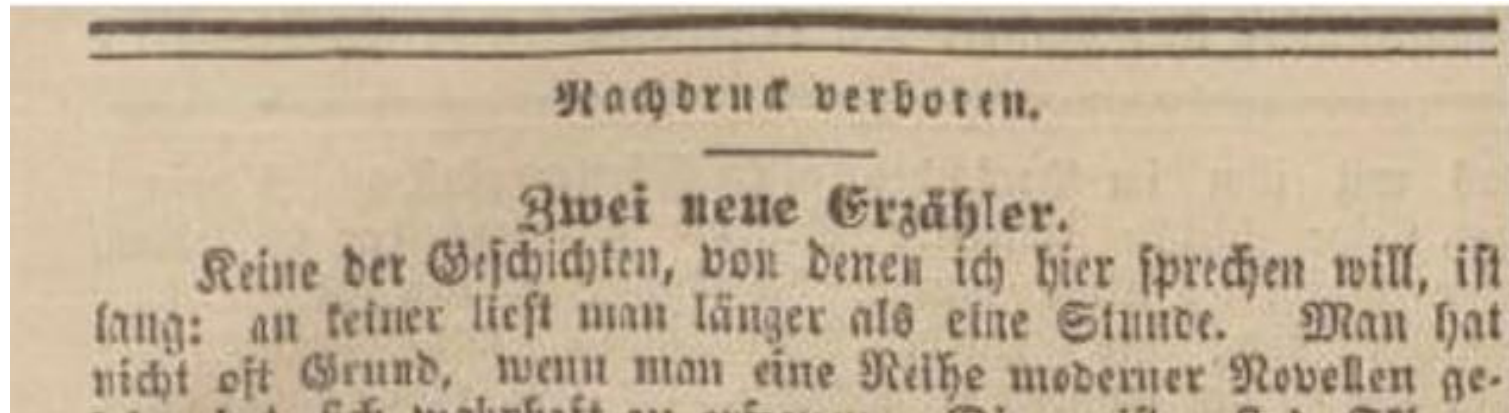 Nachdruck verboten.
Zwei neue Erzähler.
Keine der Geschichten, von denen ich hier sprechen will, ist
lang: an keiner liest man länger als eine Stunde. Man hat
nicht oft Grund, wenn man eine Reihe moderner Novellen ge-